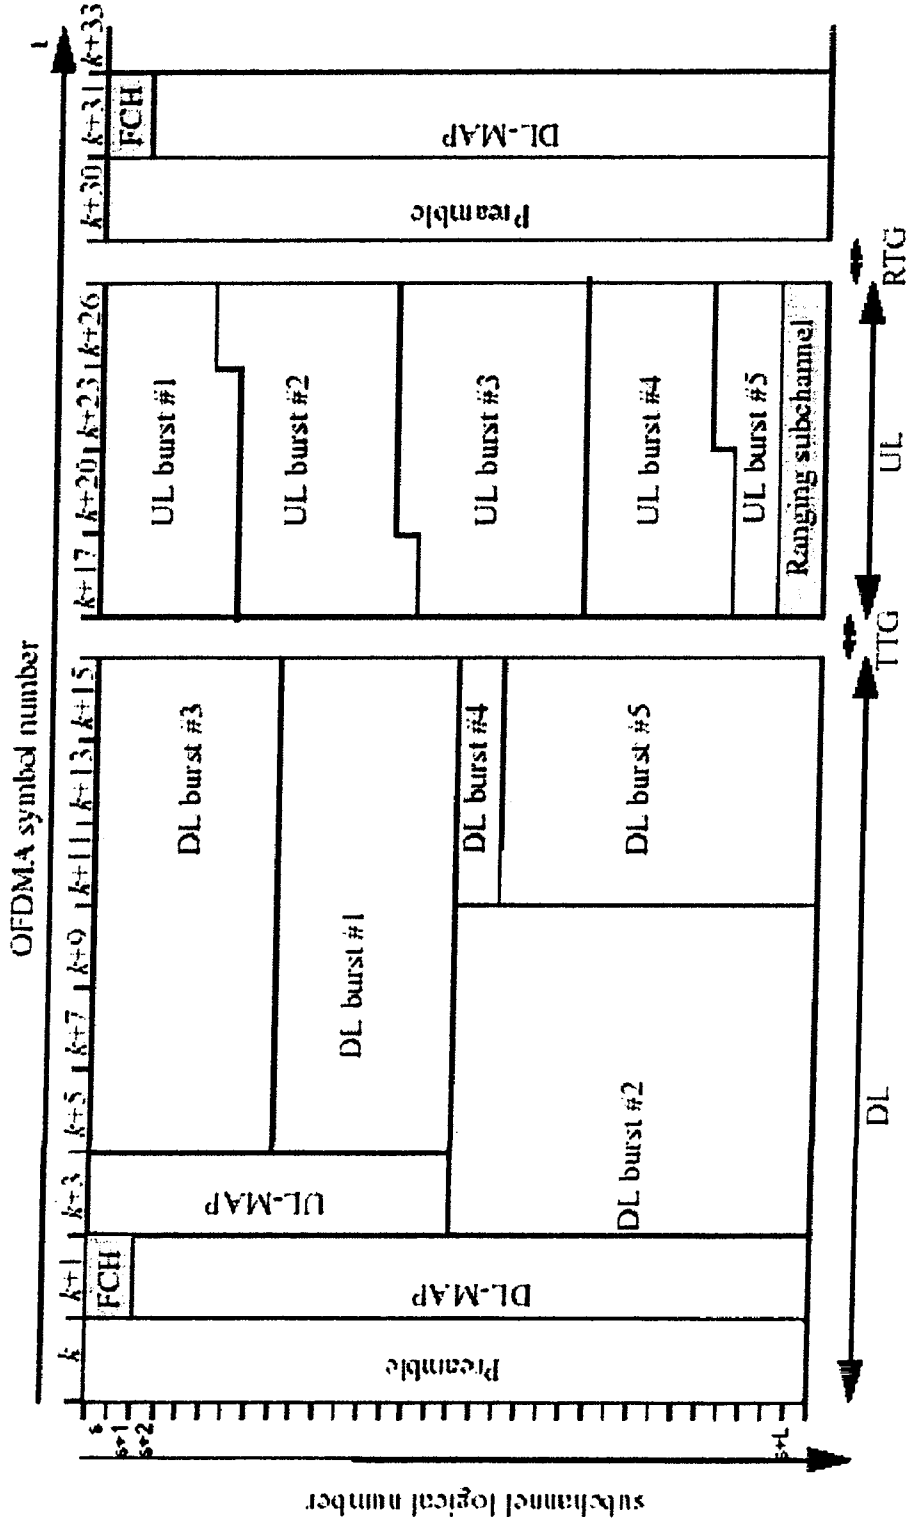 OFDMA symbol number
t
k
k+1
k+3
k+5
k+7
k+9
k+11
k+13
k+15
k+17
k+20
k+23
k+26
k+30
k+31
k+33
s
s+1
s+2
s+L
subchannel logical number
Preamble
FCH
DL-MAP
UL-MAP
DL burst #3
DL burst #1
DL burst #2
DL burst #4
DL burst #5
UL burst #1
UL burst #2
UL burst #3
UL burst #4
UL burst #5
Ranging subchannel
Preamble
FCH
DL-MAP
DL
TTG
UL
RTG